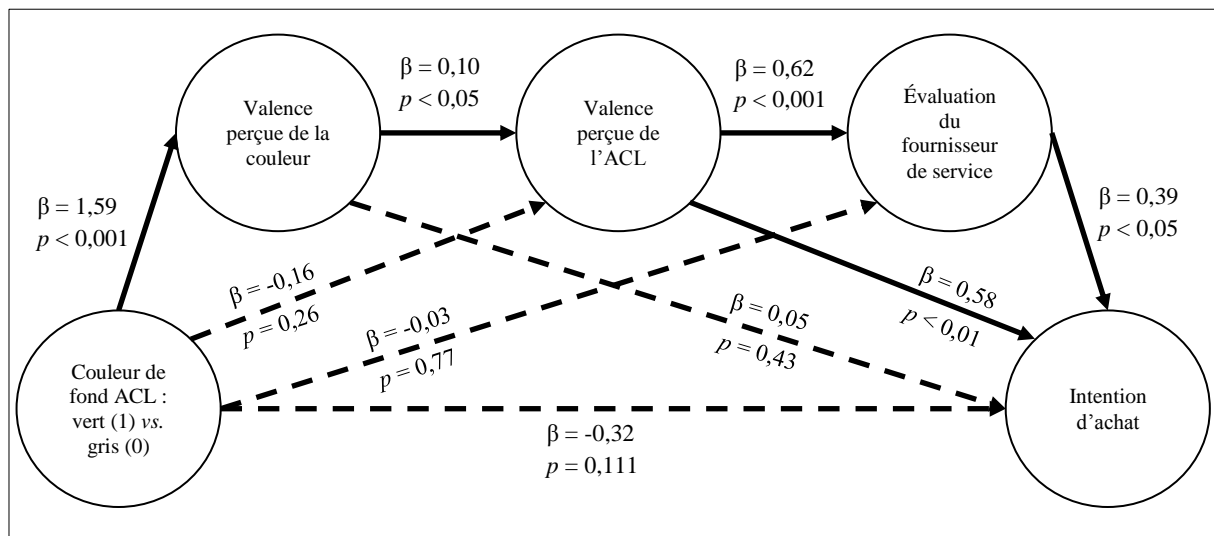 β = 0,10
p < 0,05
β = 0,62
p < 0,001
Valence
perçue de la
couleur
Valence
perçue de
l’ACL
Évaluation
du
fournisseur
de service
β = 1,59
p < 0,001
β = 0,39
p < 0,05
β = -0,16
p = 0,26
β = -0,03
p = 0,77
β = 0,05
p = 0,43
β = 0,58
p < 0,01
Couleur de
fond ACL :
vert (1) vs.
gris (0)
Intention
d’achat
β = -0,32
p = 0,111